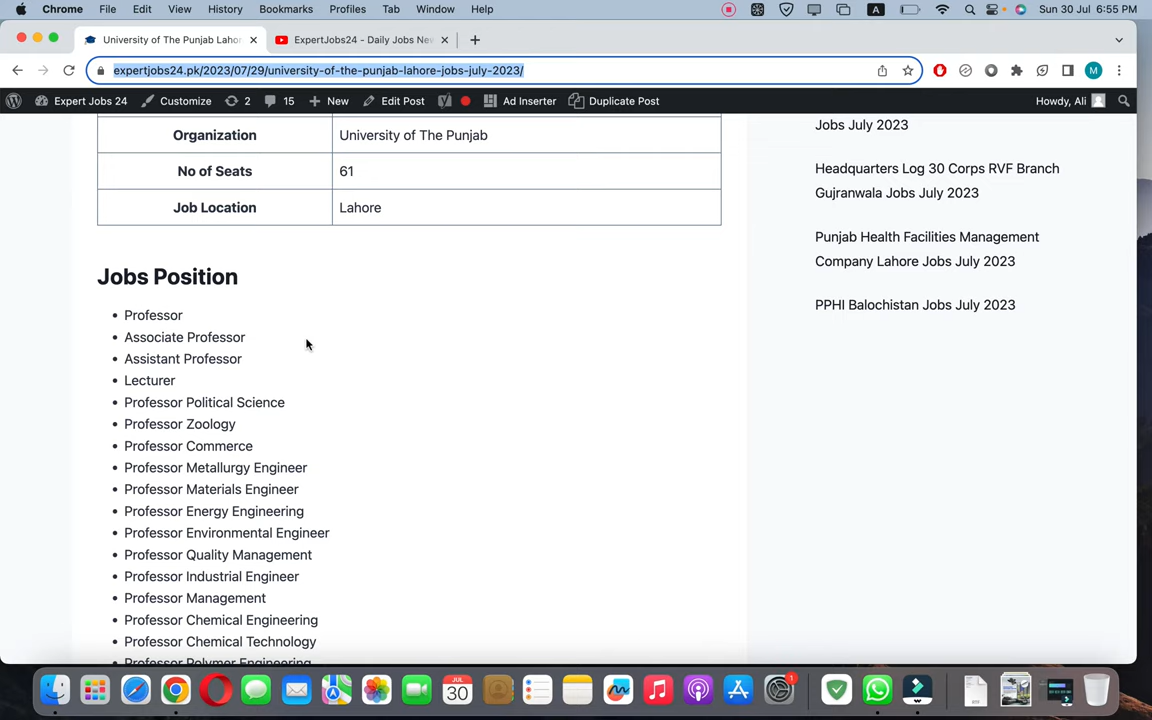 Chrome File Edit View History Bookmarks Profiles Tab Window Help A Sun 30 Jul 6:55 PM
University of The Punjab Lahor ExpertJobs24 - Daily Jobs Ne
expertjobs24.pk/2023/07/29/university-of-the-punjab-lahore-jobs-july-2023/ M
Expert Jobs 24 Customize 2 15 New Edit Post Ad Inserter Duplicate Post Howdy, Ali
Organization University of The Punjab
No of Seats 61
Job Location Lahore
Jobs Position
Professor
Associate Professor
Assistant Professor
Lecturer
Professor Political Science
Professor Zoology
Professor Commerce
Professor Metallurgy Engineer
Professor Materials Engineer
Professor Energy Engineering
Professor Environmental Engineer
Professor Quality Management
Professor Industrial Engineer
Professor Management
Professor Chemical Engineering
Professor Chemical Technology
Professor Polymer Engineering
Jobs July 2023
Headquarters Log 30 Corps RVF Branch
Gujranwala Jobs July 2023
Punjab Health Facilities Management
Company Lahore Jobs July 2023
PPHI Balochistan Jobs July 2023
JUL
30
1